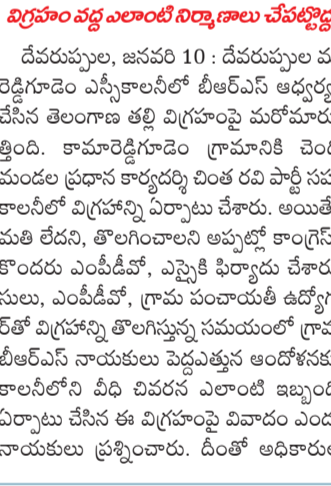 విగ్రహం వద్ద ఎలాంటి నిర్మాణాలు చేపట్టొద్ద
దేవరుప్పుల, జనవరి 10 : దేవరుప్పుల మ
రెడ్డిగూడెం ఎస్సీకాలనీలో బీఆర్ఎస్ ఆధ్వర్య
చేసిన తెలంగాణ తల్లి విగ్రహంపై మరోమారు
త్తింది. కామారెడ్డిగూడెం గ్రామానికి చెం
మండల ప్రధాన కార్యదర్శి చింత రవి పార్టీ సహ
కాలనీలో విగ్రహాన్ని ఏర్పాటు చేశారు. అయితే
మతి లేదని, తొలగించాలని అప్పట్లో కాంగ్రెస్
కొందరు ఎంపీడీవో, ఎస్సైకి ఫిర్యాదు చేశారు
సులు, ఎంపీడీవో, గ్రామ పంచాయతీ ఉద్యోగ
ర్‌తో విగ్రహాన్ని తొలగిస్తున్న సమయంలో గ్రామ
బీఆర్ఎస్ నాయకులు పెద్దఎత్తున ఆందోళనకు
కాలనీలోని వీధి చివరన ఎలాంటి ఇబ్బంది
ఏర్పాటు చేసిన ఈ విగ్రహంపై వివాదం ఎంద
నాయకులు ప్రశ్నించారు. దీంతో అధికారుల